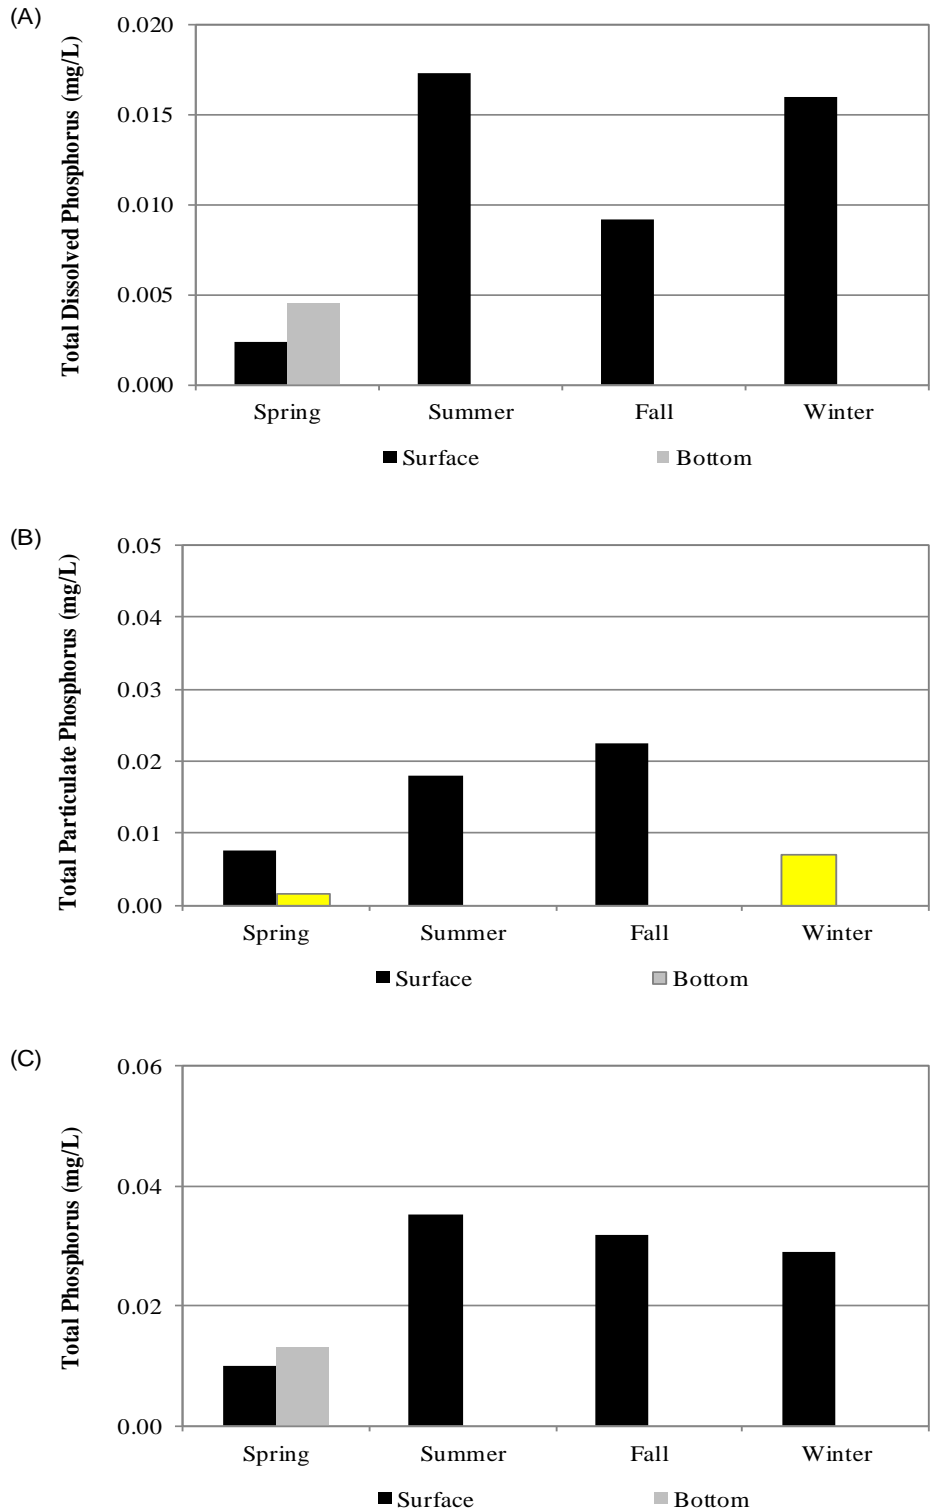 (A)
Total Dissolved Phosphorus (mg/L)
0.020
0.015
0.010
0.005
0.000
Spring Summer Fall Winter
Surface Bottom
(B)
Total Particulate Phosphorus (mg/L)
0.05
0.04
0.03
0.02
0.01
0.00
Spring Summer Fall Winter
Surface Bottom
(C)
Total Phosphorus (mg/L)
0.06
0.04
0.02
0.00
Spring Summer Fall Winter
Surface Bottom